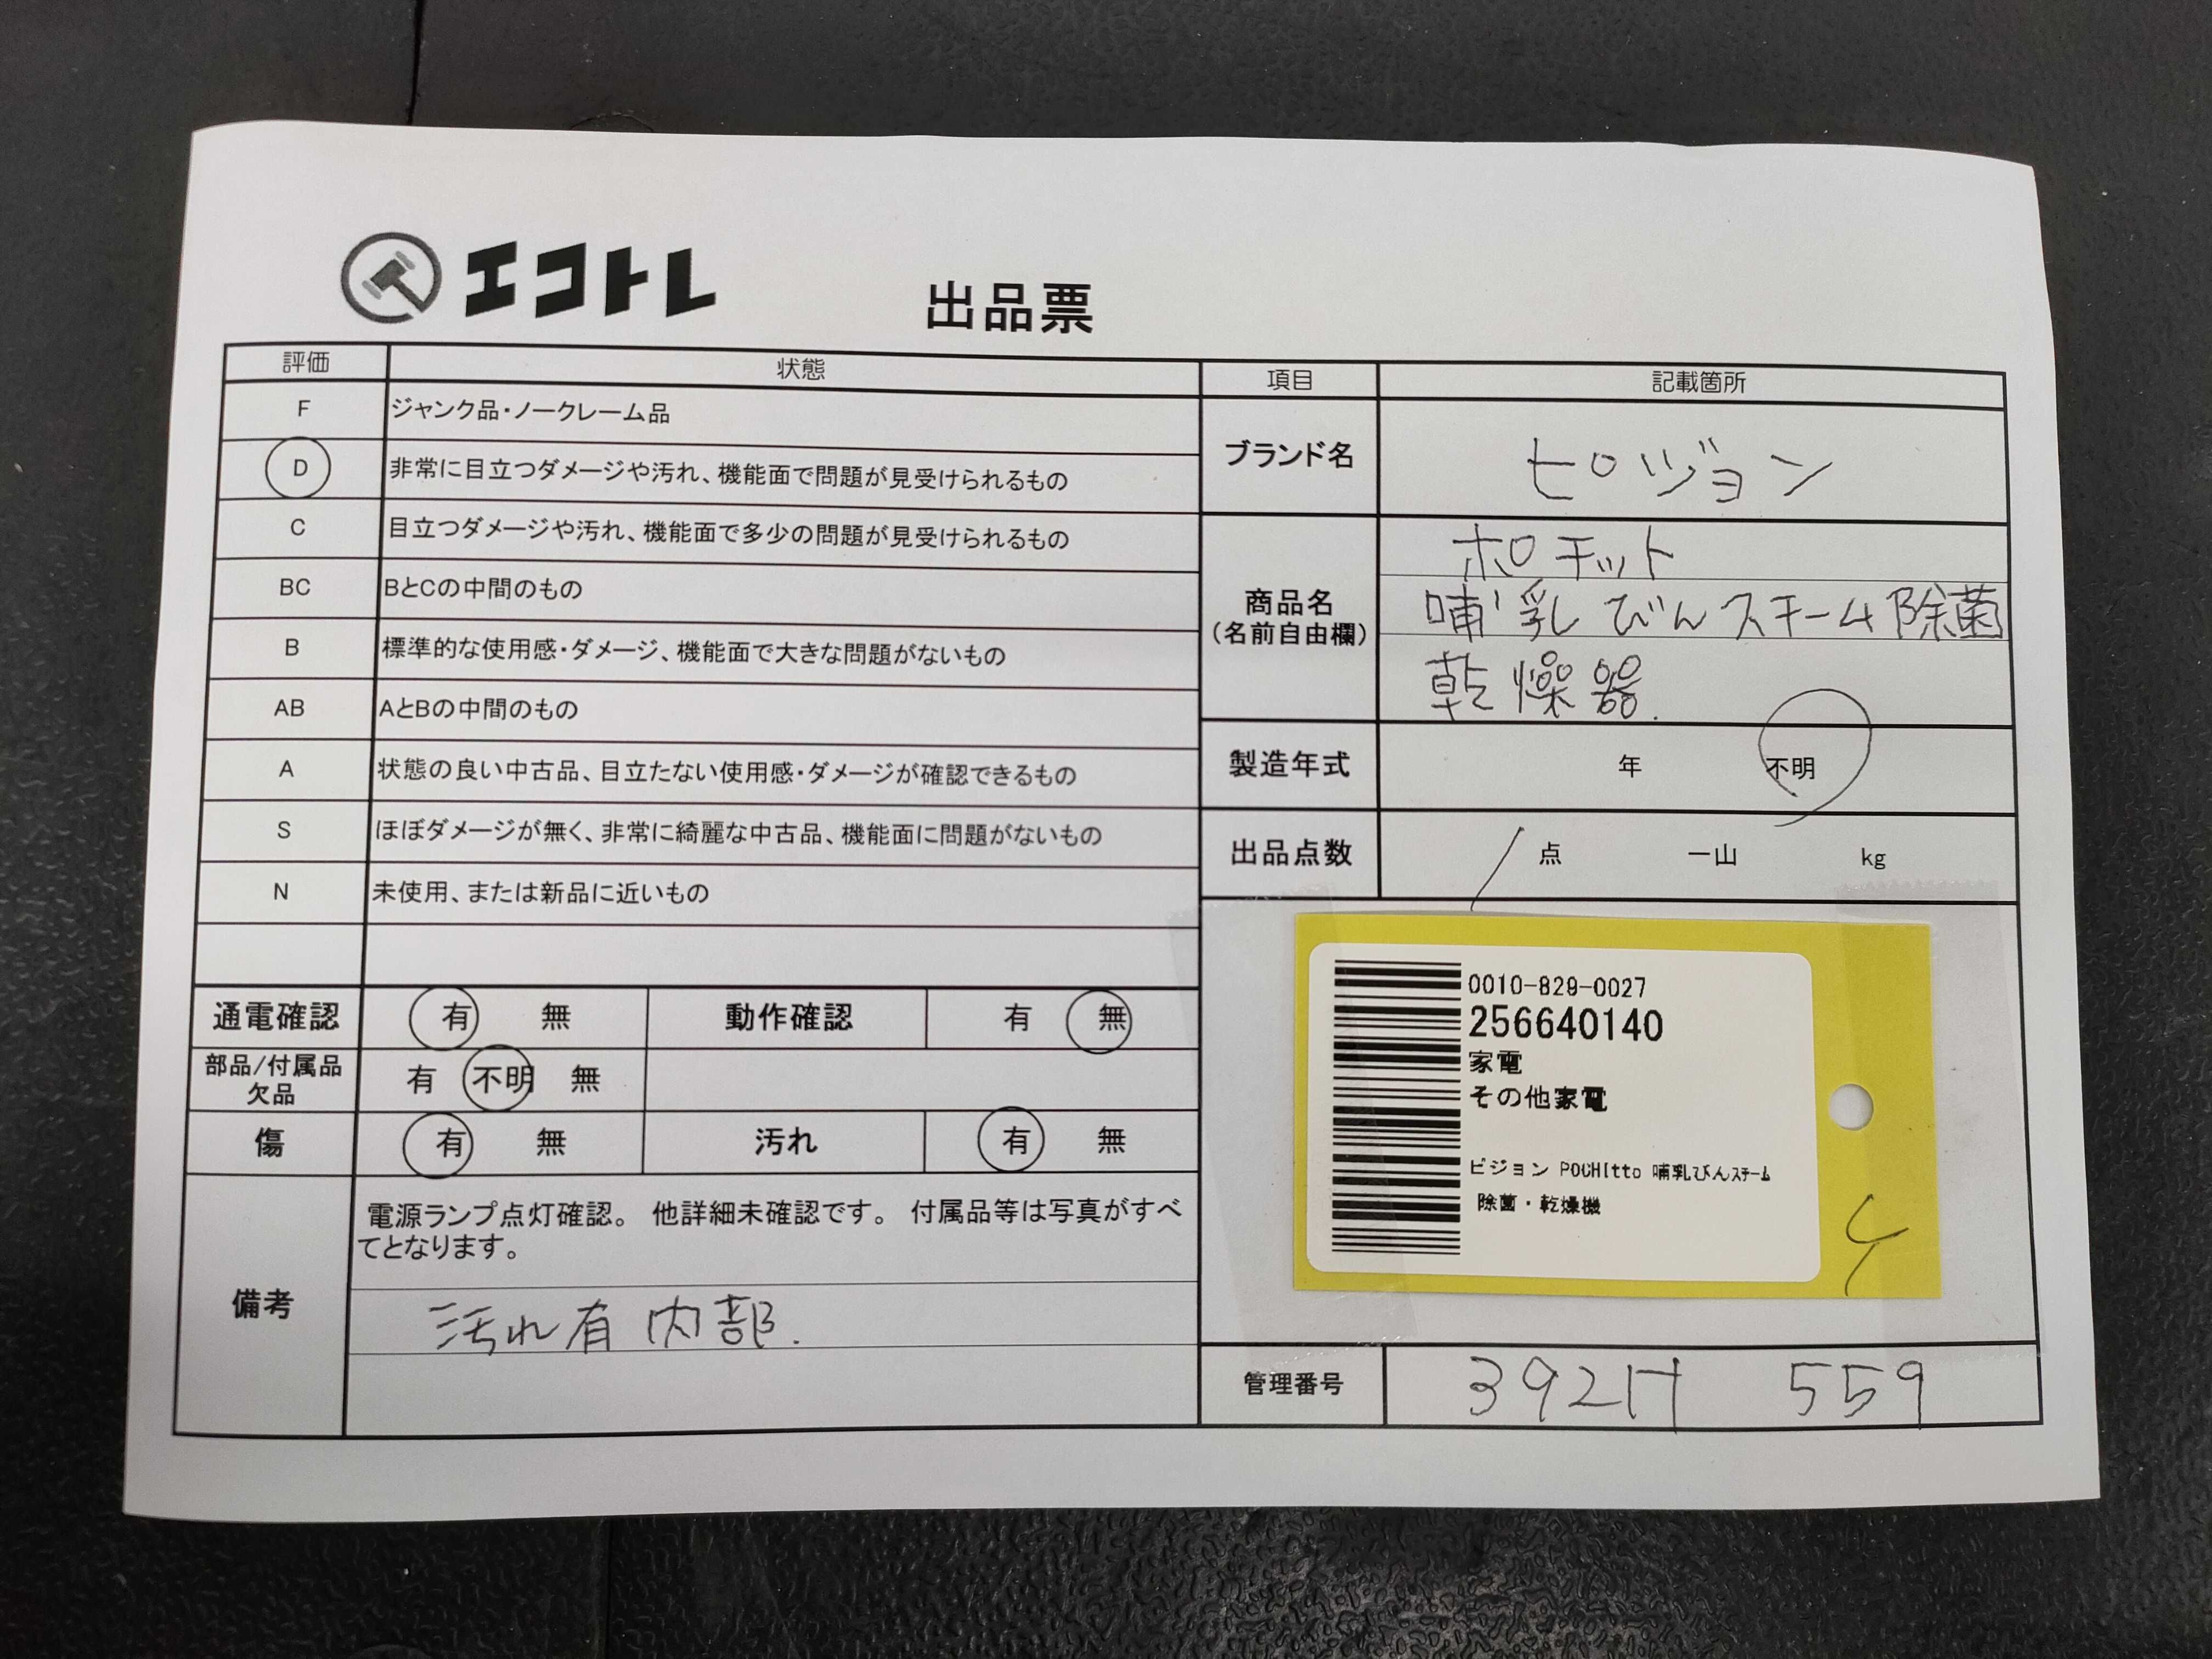 エコトレ
出品票
評価 状態
F ジャンク品・ノークレーム品
D 非常に目立つダメージや汚れ、機能面で問題が見受けられるもの
C 目立つダメージや汚れ、機能面で多少の問題が見受けられるもの
BC BとCの中間のもの
B 標準的な使用感・ダメージ、機能面で大きな問題がないもの
AB AとBの中間のもの
A 状態の良い中古品、目立たない使用感・ダメージが確認できるもの
S ほぼダメージが無く、非常に綺麗な中古品、機能面に問題がないもの
N 未使用、または新品に近いもの
通電確認 有 無 動作確認 有 無
部品/付属品
欠品
有 不明 無
傷 有 無 汚れ 有 無
備考
電源ランプ点灯確認。 他詳細未確認です。 付属品等は写真がすべ
てとなります。
汚れ有 内部.
項目 記載箇所
ブランド名 ピジョン
商品名
(名前自由欄)
ポチット
哺乳びんスチーム除菌
乾燥器.
製造年式 年 不明
出品点数 1 点 一山 kg
0010-829-0027
256640140
家電
その他家電
ピジョン POCHItto 哺乳びんスチーム
除菌・乾燥機
管理番号 392H 559